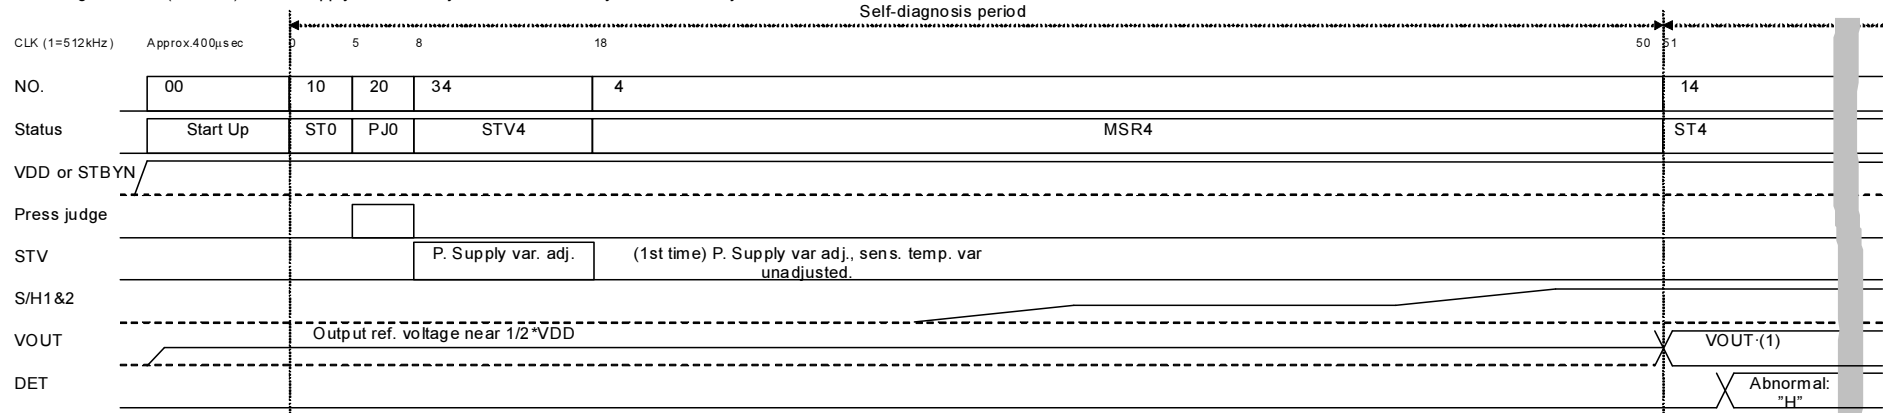 Self-diagnosis period
CLK (1=512kHz) Approx.400μsec 0 5 8 18 50 51
NO. 00 10 20 34 4 14
Status Start Up ST0 PJ0 STV4 MSR4 ST4
VDD or STBYN
Press judge
STV P. Supply var. adj. (1st time) P. Supply var adj., sens. temp. var
unadjusted.
S/H1&2
Output ref. voltage near 1/2*VDD
VOUT VOUT·(1)
DET Abnormal:
"H"